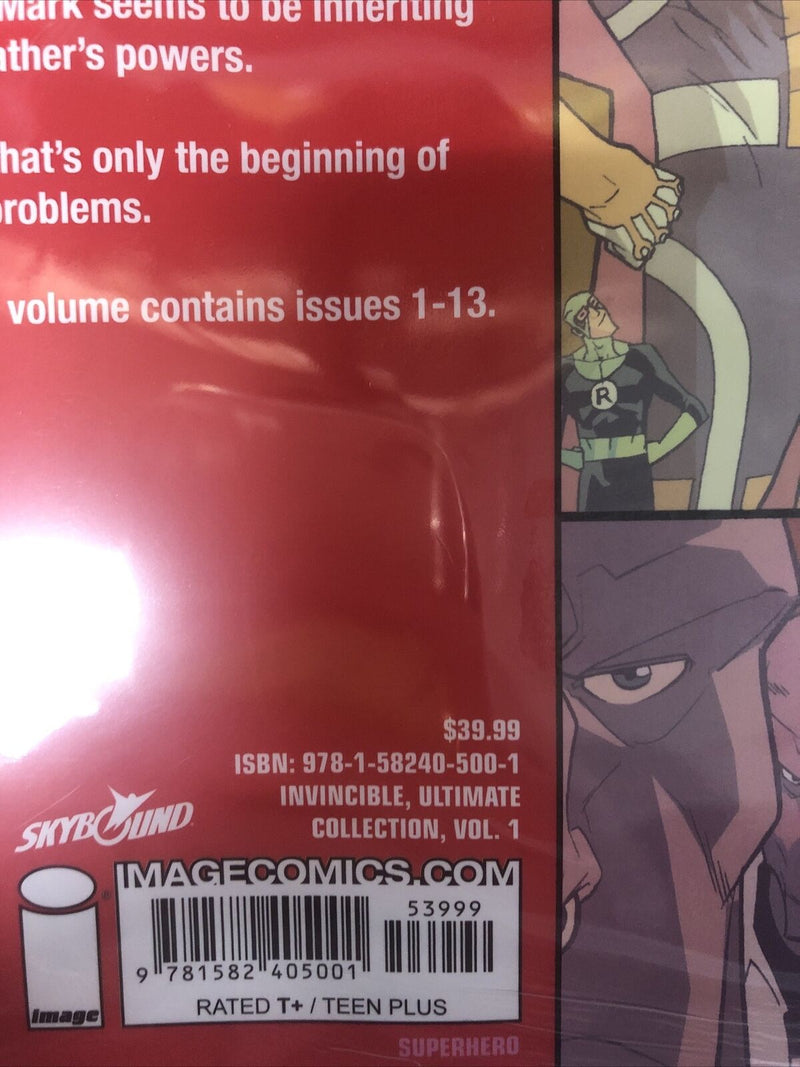 Mark seems to be inheriting
ather's powers.
hat's only the beginning of
problems.
volume contains issues 1-13.
R
$39.99
ISBN: 978-1-58240-500-1
INVINCIBLE, ULTIMATE
COLLECTION, VOL. 1
SKYBOUND
IMAGECOMICS.COM
53999
9 781582 405001
image
RATED T+ / TEEN PLUS
SUPERHERO